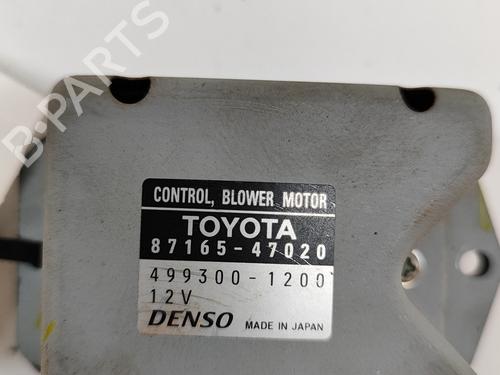 B-PARTS
CONTROL, BLOWER MOTOR
TOYOTA
87165-47020
499300-1200
12V
DENSO MADE IN JAPAN